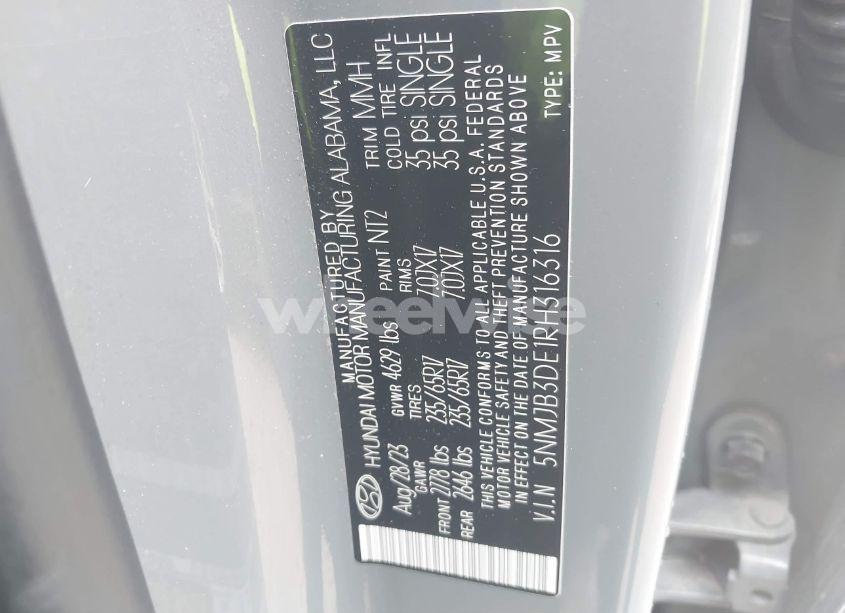 MANUFACTURED BY
HYUNDAI MOTOR MANUFACTURING ALABAMA, LLC
Aug/28/23 GVWR 4629 lbs PAINT NT2 TRIM MMH
GAWR TIRES RIMS COLD TIRE INFL
FRONT 2778 lbs 235/65R17 7.0JX17 35 psi SINGLE
REAR 2646 lbs 235/65R17 7.0JX17 35 psi SINGLE
THIS VEHICLE CONFORMS TO ALL APPLICABLE U.S.A. FEDERAL
MOTOR VEHICLE SAFETY AND THEFT PREVENTION STANDARDS
IN EFFECT ON THE DATE OF MANUFACTURE SHOWN ABOVE
V.I.N 5NMJB3DE1RH316316 TYPE: MPV
wheelwire